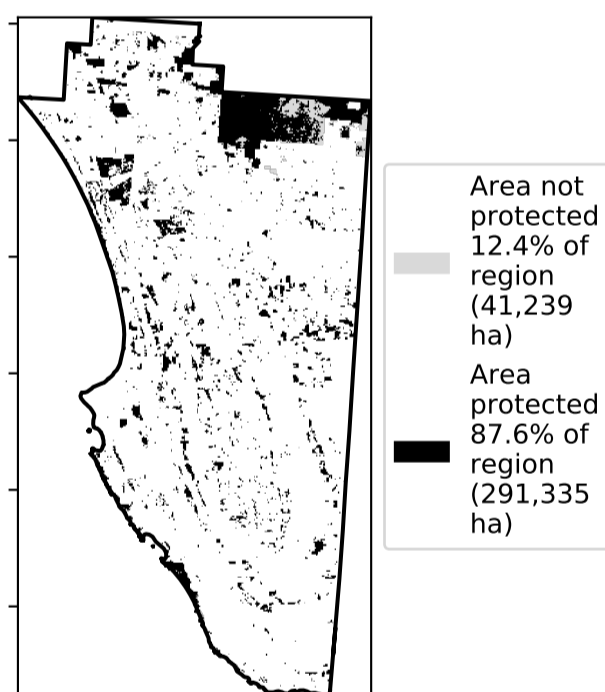 Area not
protected
12.4% of
region
(41,239
ha)
Area
protected
87.6% of
region
(291,335
ha)